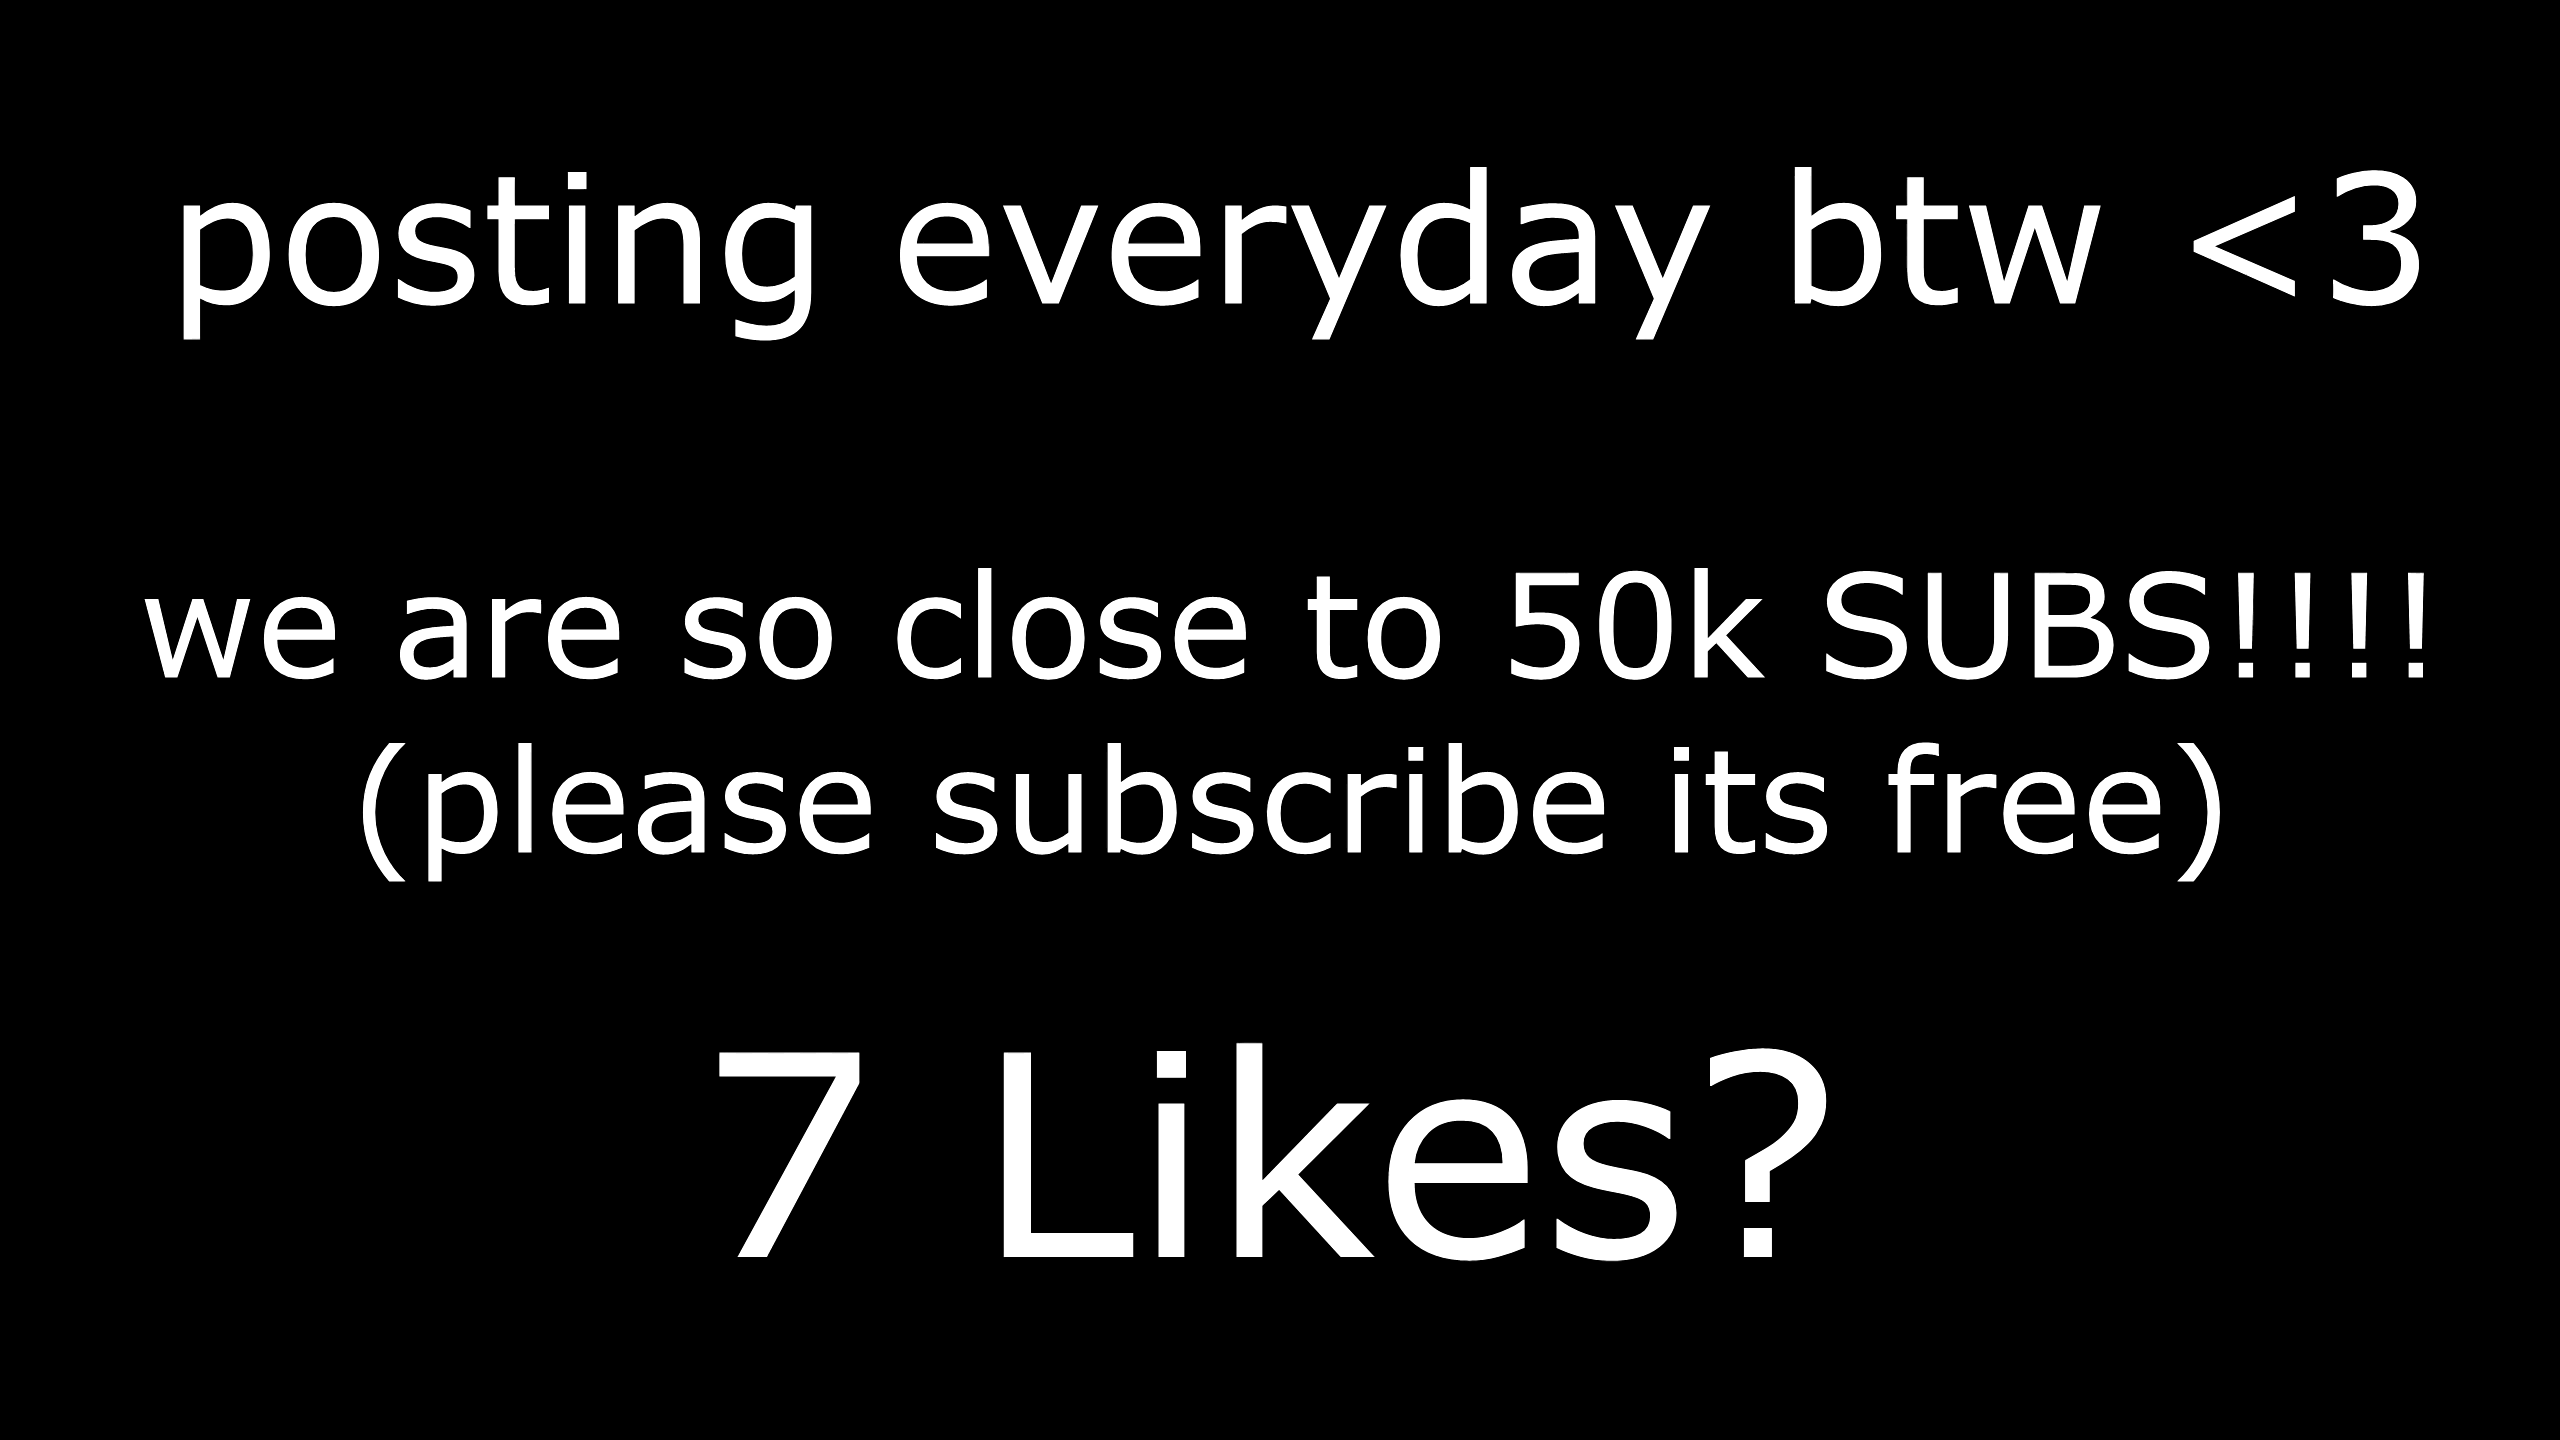 posting everyday btw <3
we are so close to 50k SUBS!!!!
(please subscribe its free)
7 Likes?